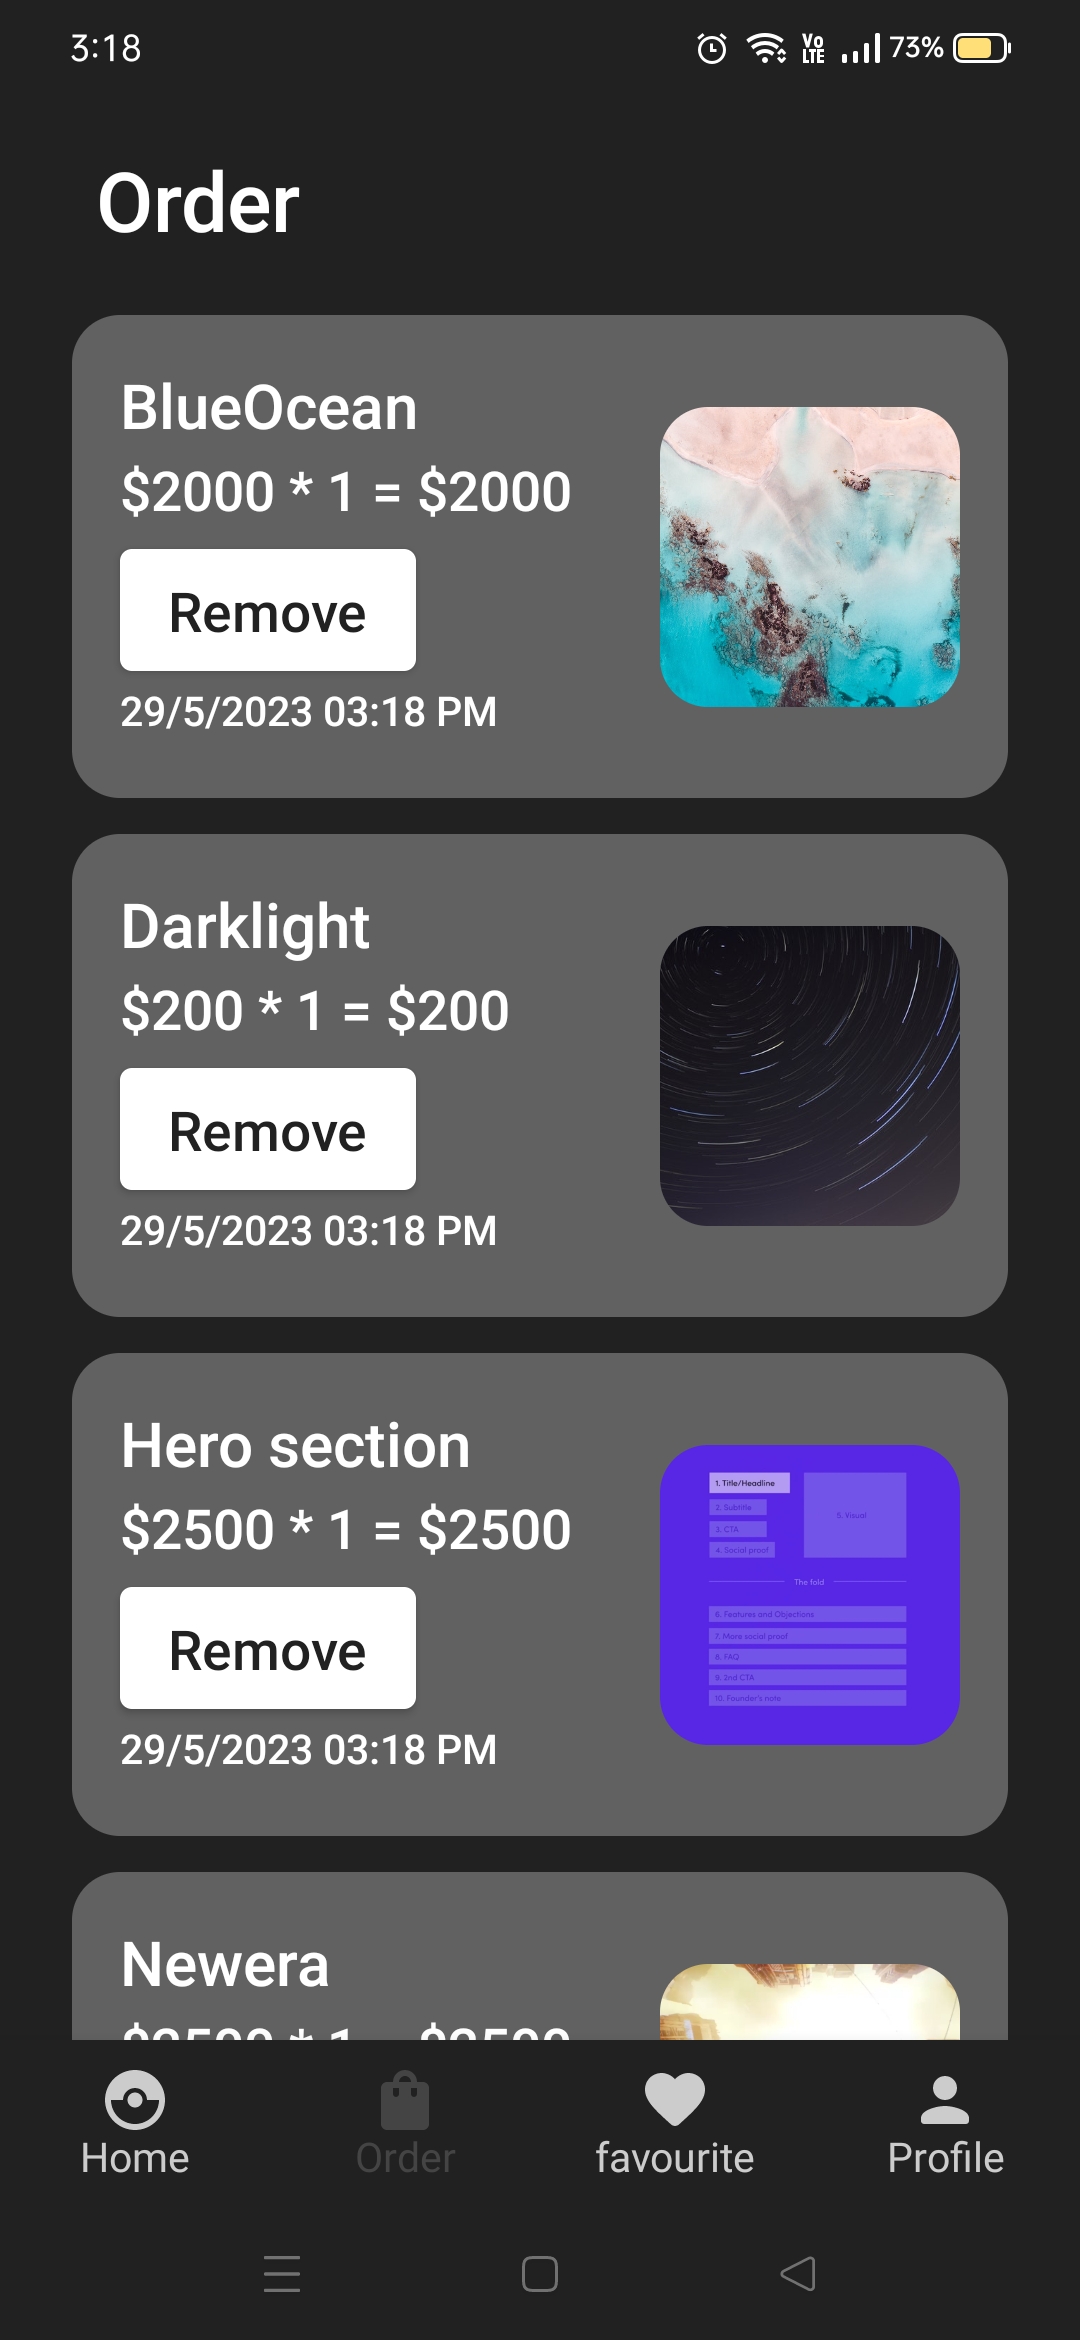 3:18
Vo LTE 73%
Order
BlueOcean
$2000 * 1 = $2000
Remove
29/5/2023 03:18 PM
Darklight
$200 * 1 = $200
Remove
29/5/2023 03:18 PM
Hero section
$2500 * 1 = $2500
Remove
29/5/2023 03:18 PM
1. Title/Headline
2. Subtitle
3. CTA
4. Social proof
5. Visual
The fold
6. Features and Objections
7. More social proof
8. FAQ
9. 2nd CTA
10. Founder's note
Newera
Home
Order
favourite
Profile